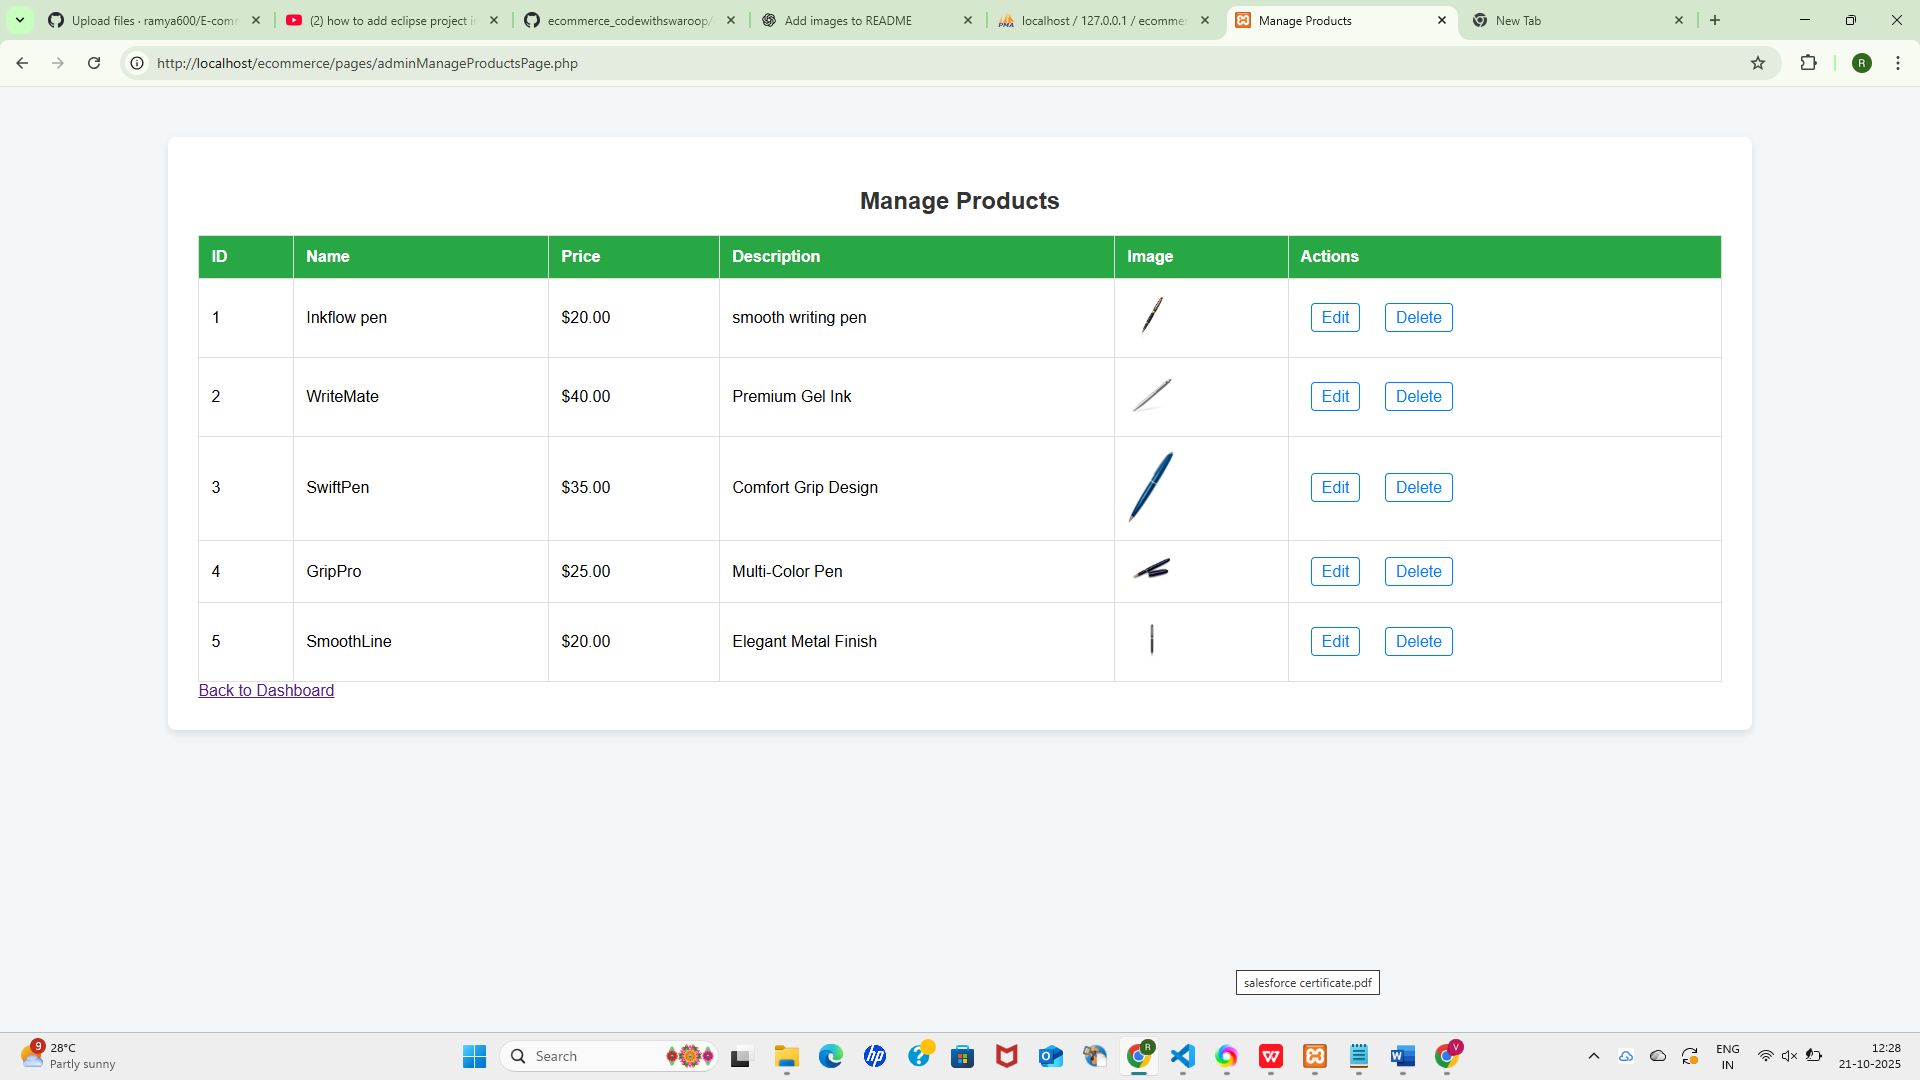 Upload files · ramya600/E-comm
(2) how to add eclipse project in
ecommerce_codewithswaroop/
Add images to README
localhost / 127.0.0.1 / ecommer
Manage Products
New Tab
http://localhost/ecommerce/pages/adminManageProductsPage.php
R
Manage Products
ID Name Price Description Image Actions
1 Inkflow pen $20.00 smooth writing pen Edit Delete
2 WriteMate $40.00 Premium Gel Ink Edit Delete
3 SwiftPen $35.00 Comfort Grip Design Edit Delete
4 GripPro $25.00 Multi-Color Pen Edit Delete
5 SmoothLine $20.00 Elegant Metal Finish Edit Delete
Back to Dashboard
salesforce certificate.pdf
9
28°C
Partly sunny
Search
hp
R
W
V
ENG
IN
12:28
21-10-2025